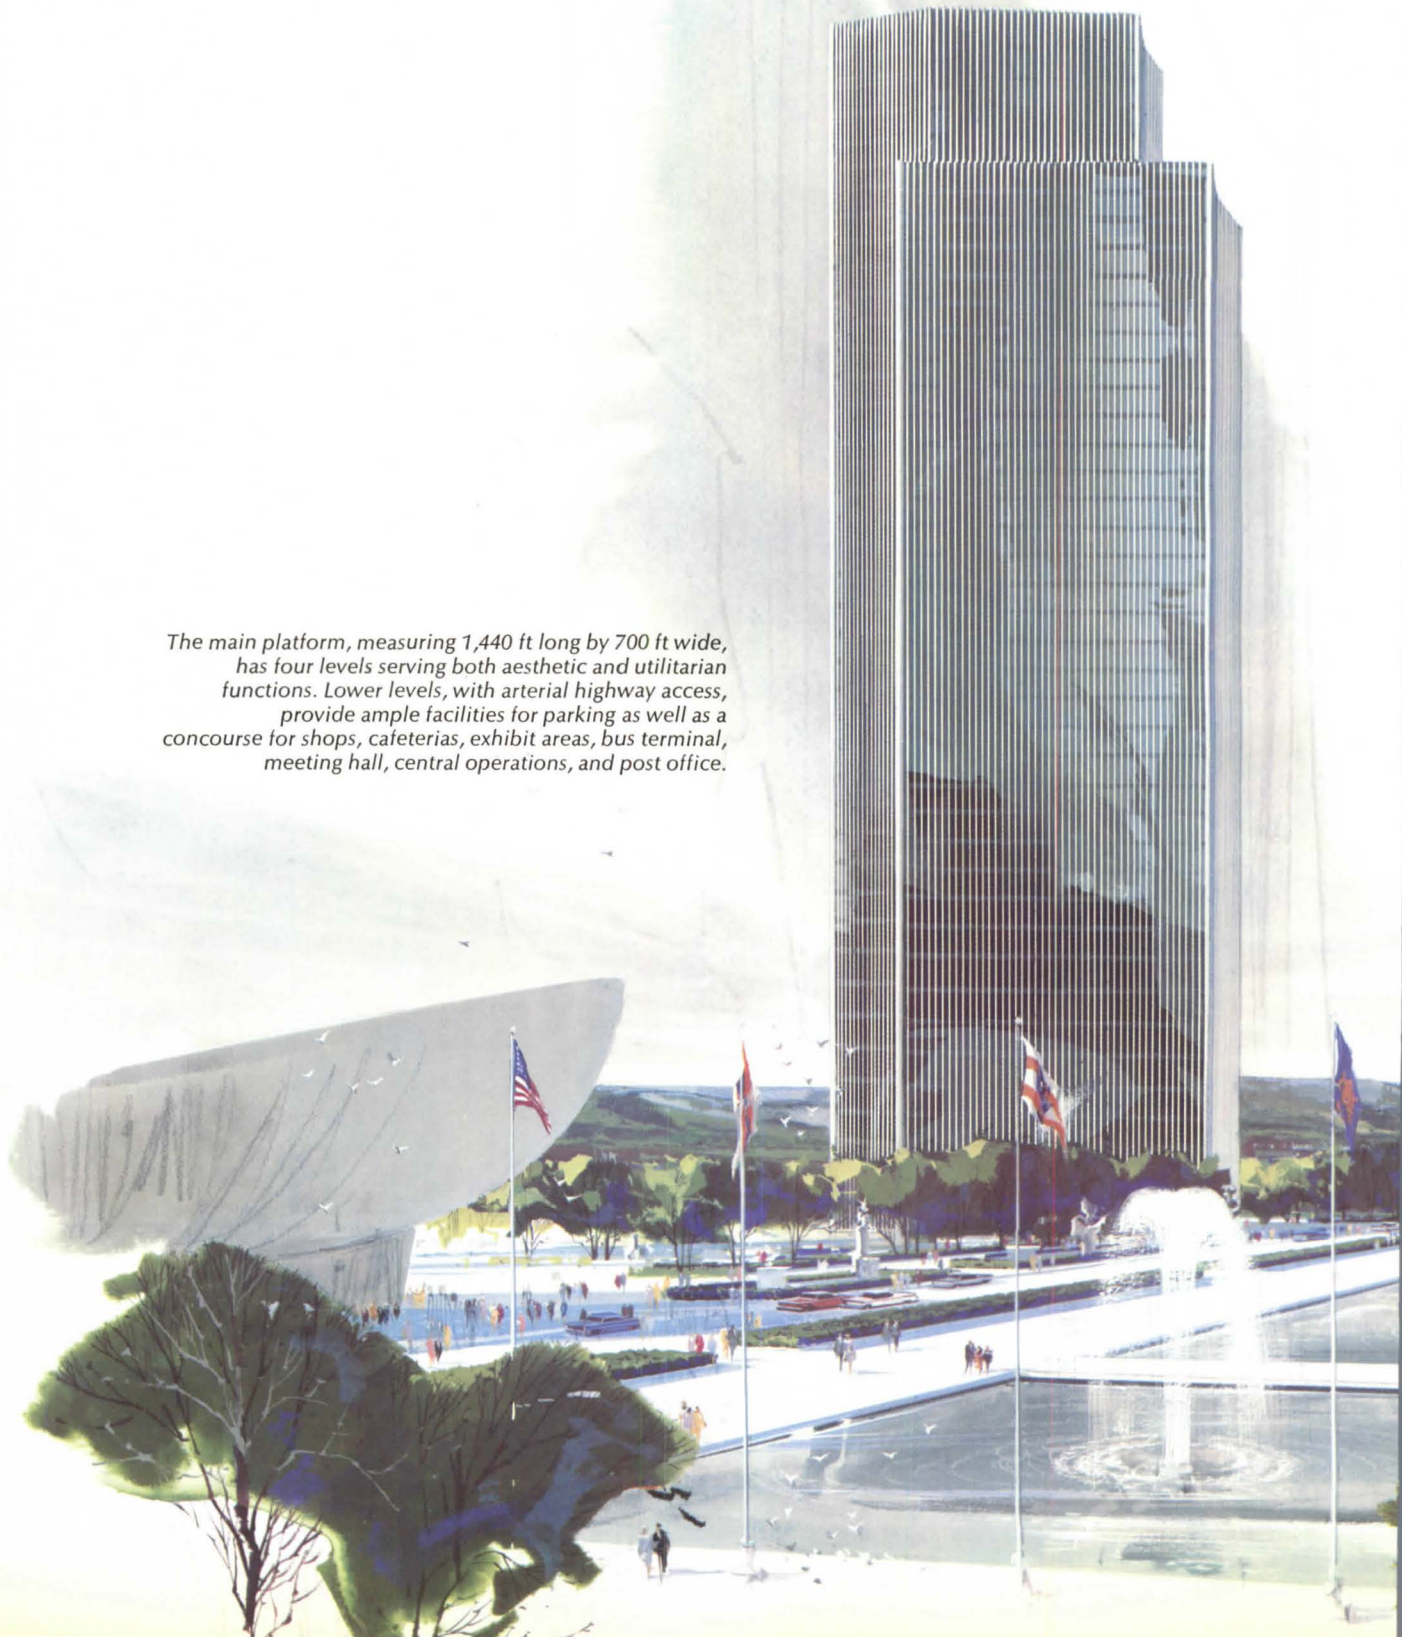 The main platform, measuring 1,440 ft long by 700 ft wide,
has four levels serving both aesthetic and utilitarian
functions. Lower levels, with arterial highway access,
provide ample facilities for parking as well as a
concourse for shops, cafeterias, exhibit areas, bus terminal,
meeting hall, central operations, and post office.